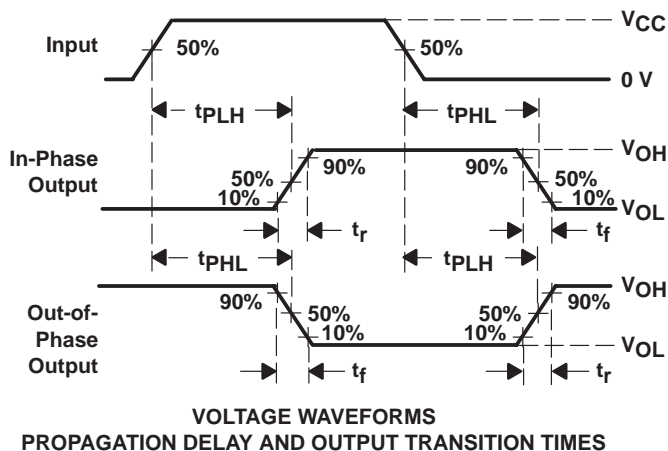 VCC
Input
50%
50%
0 V
tPLH
tPHL
In-Phase
Output
VOH
90%
90%
50%
50%
10%
10%
VOL
tr
tf
tPHL
tPLH
Out-of-
Phase
Output
VOH
90%
90%
50%
50%
10%
10%
VOL
tf
tr
VOLTAGE WAVEFORMS
PROPAGATION DELAY AND OUTPUT TRANSITION TIMES